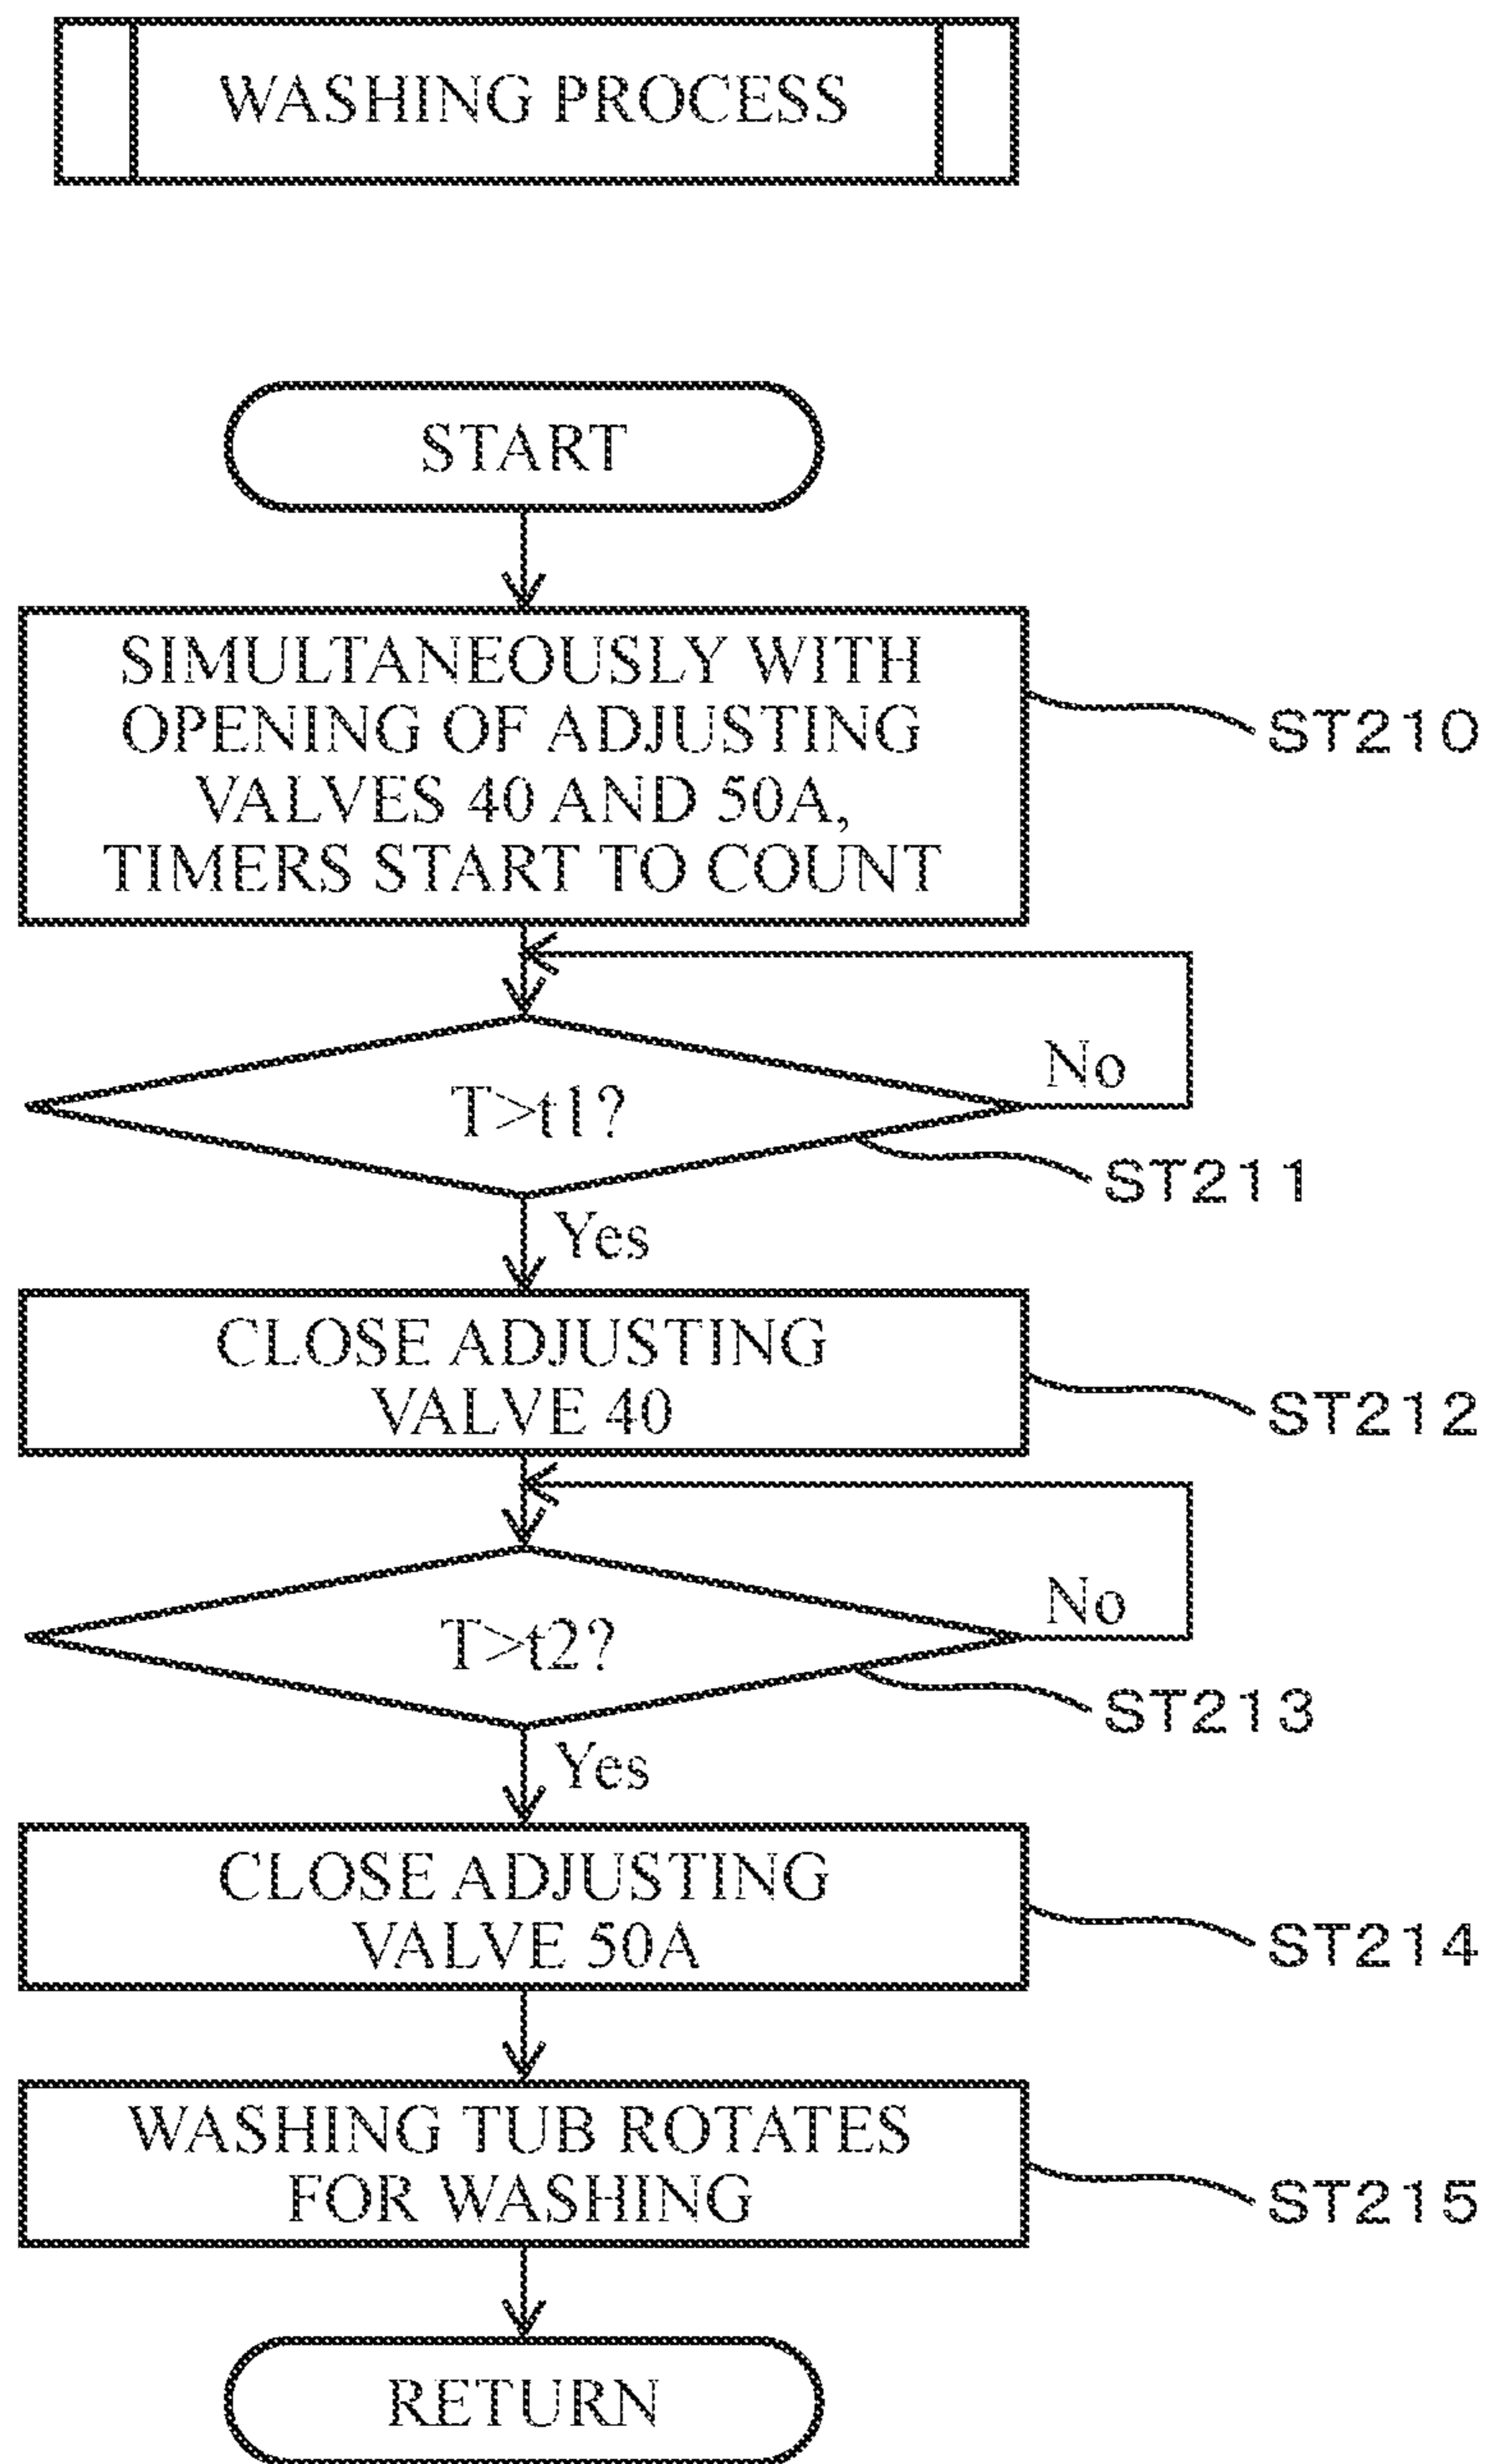 WASHING PROCESS
START
SIMULTANEOUSLY WITH
OPENING OF ADJUSTING
VALVES 40 AND 50A,
TIMERS START TO COUNT
ST210
No
T>t1?
ST211
Yes
CLOSE ADJUSTING
VALVE 40
ST212
No
T>t2?
ST213
Yes
CLOSE ADJUSTING
VALVE 50A
ST214
WASHING TUB ROTATES
FOR WASHING
ST215
RETURN